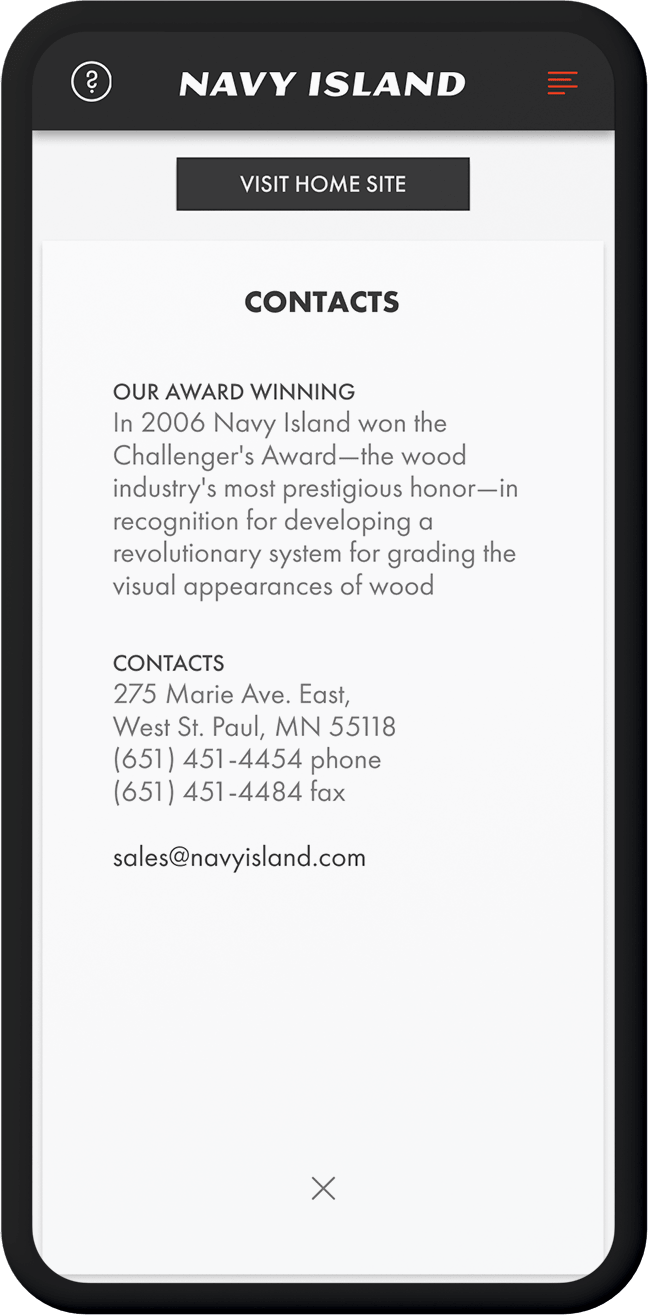 NAVY ISLAND
VISIT HOME SITE
CONTACTS
OUR AWARD WINNING
In 2006 Navy Island won the
Challenger's Award—the wood
industry's most prestigious honor—in
recognition for developing a
revolutionary system for grading the
visual appearances of wood
CONTACTS
275 Marie Ave. East,
West St. Paul, MN 55118
(651) 451-4454 phone
(651) 451-4484 fax
sales@navyisland.com